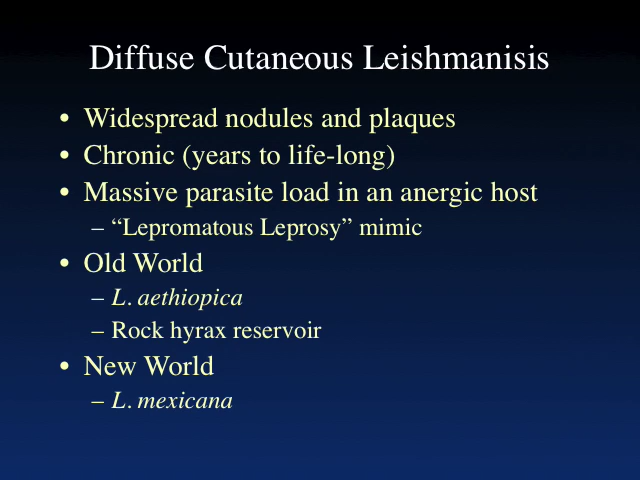 Diffuse Cutaneous Leishmanisis
• Widespread nodules and plaques
• Chronic (years to life-long)
• Massive parasite load in an anergic host
– “Lepromatous Leprosy” mimic
• Old World
– L. aethiopica
– Rock hyrax reservoir
• New World
– L. mexicana